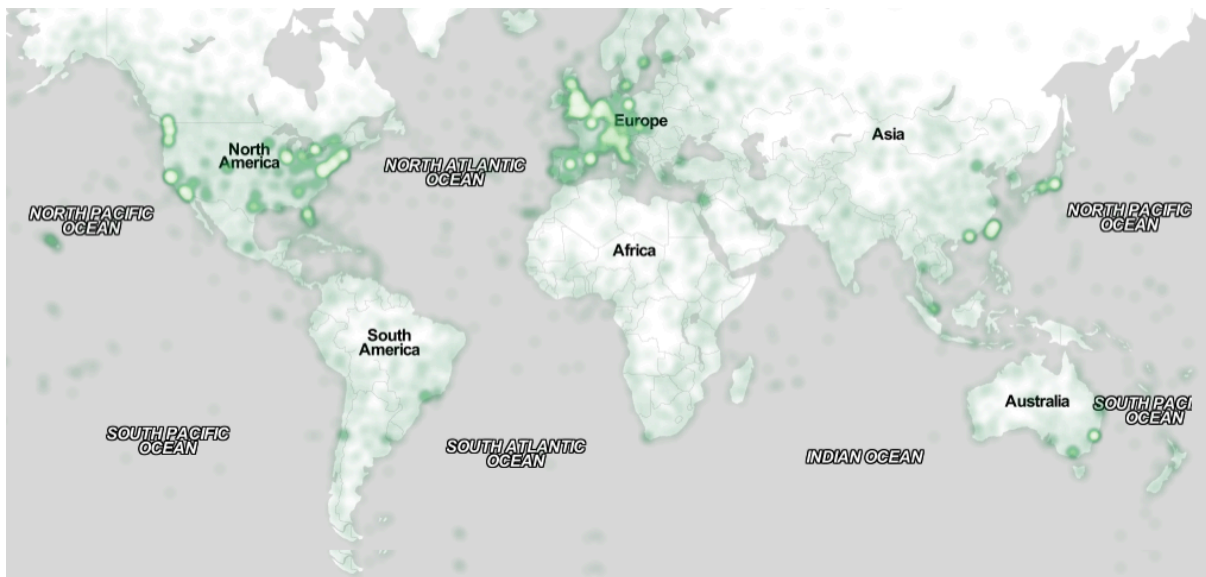 Europe
Asia
North
America
NORTH ATLANTIC
OCEAN
NORTH PACIFIC
OCEAN
NORTH PACIFIC
OCEAN
Africa
South
America
Australia
SOUTH PACI
OCEAN
SOUTH PACIFIC
OCEAN
SOUTH ATLANTIC
OCEAN
INDIAN OCEAN